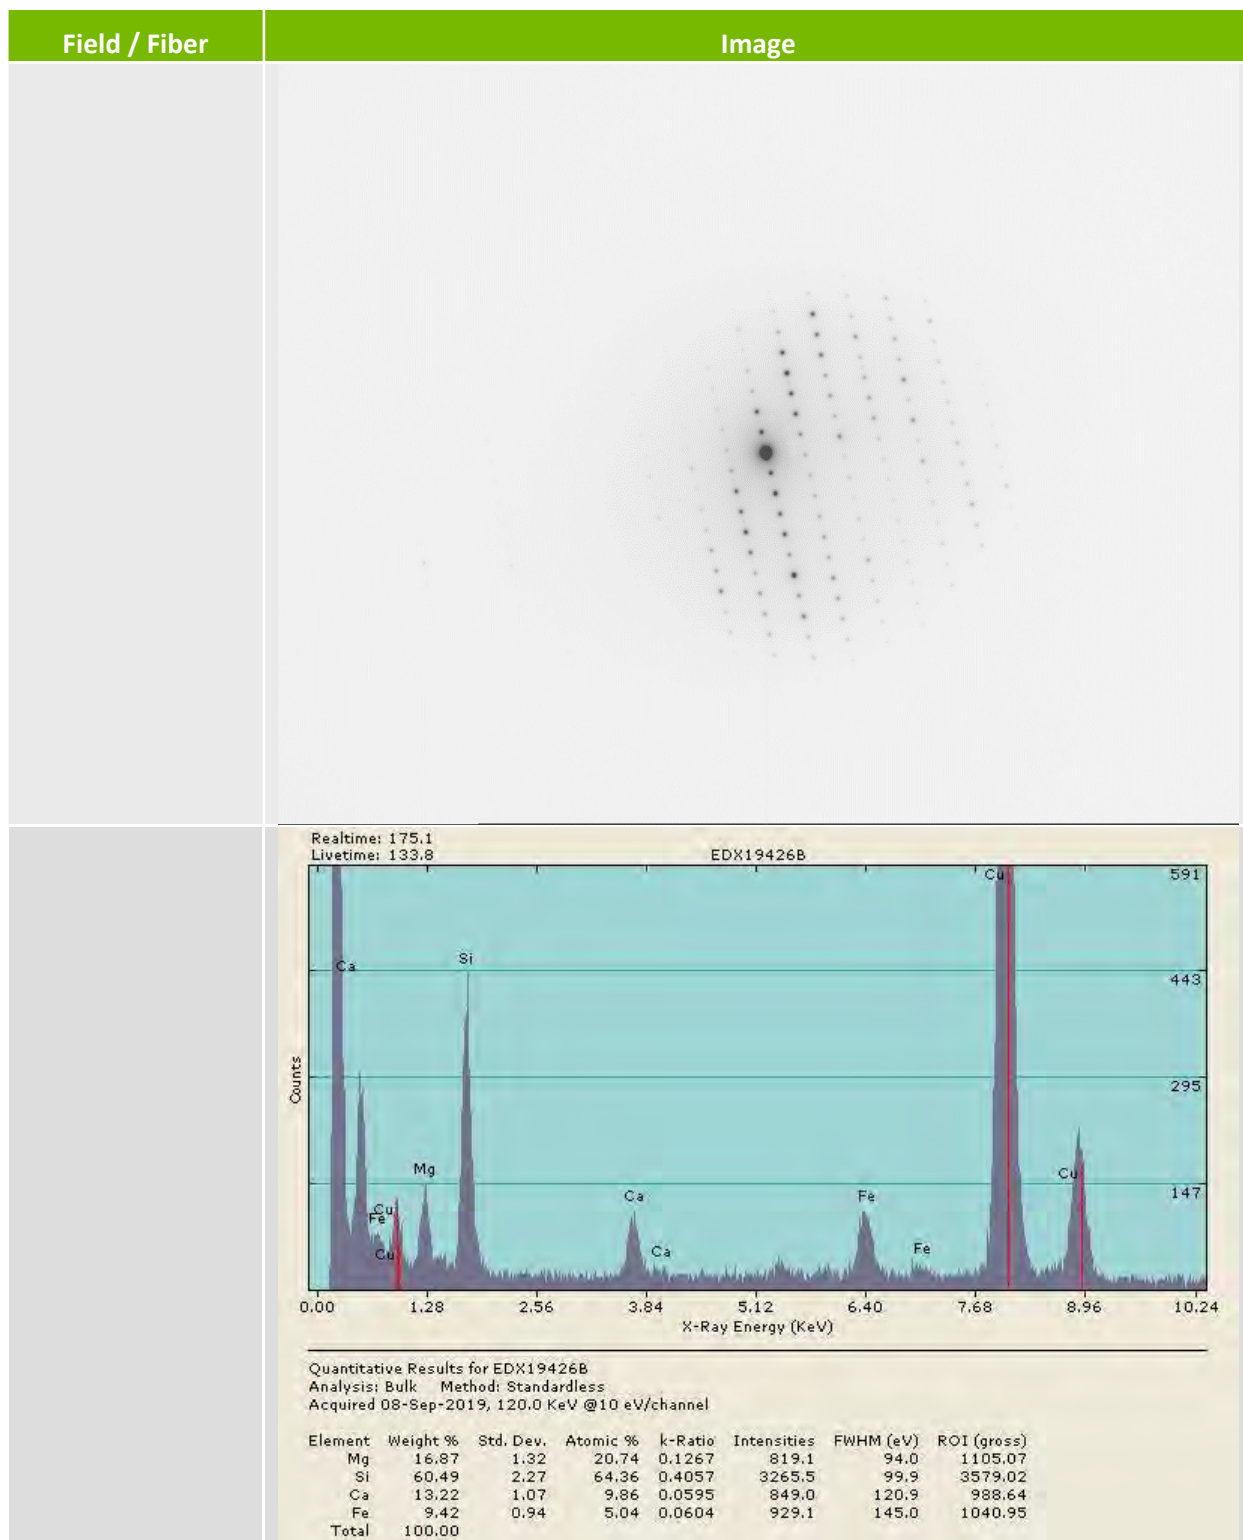 Field / Fiber Image
Realtime: 175.1
Livetime: 133.8 EDX19426B
Cu 591
Ca Si
443
Counts
295
Mg Cu
147
Cu Ca Fe
Fe
Cu Ca Fe
0.00 1.28 2.56 3.84 5.12 6.40 7.68 8.96 10.24
X-Ray Energy (KeV)
Quantitative Results for EDX19426B
Analysis: Bulk Method: Standardless
Acquired 08-Sep-2019, 120.0 KeV @10 eV/channel
Element Weight % Std. Dev. Atomic % k-Ratio Intensities FWHM (eV) ROI (gross)
Mg 16.87 1.32 20.74 0.1267 819.1 94.0 1105.07
Si 60.49 2.27 64.36 0.4057 3265.5 99.9 3579.02
Ca 13.22 1.07 9.86 0.0595 849.0 120.9 988.64
Fe 9.42 0.94 5.04 0.0604 929.1 145.0 1040.95
Total 100.00